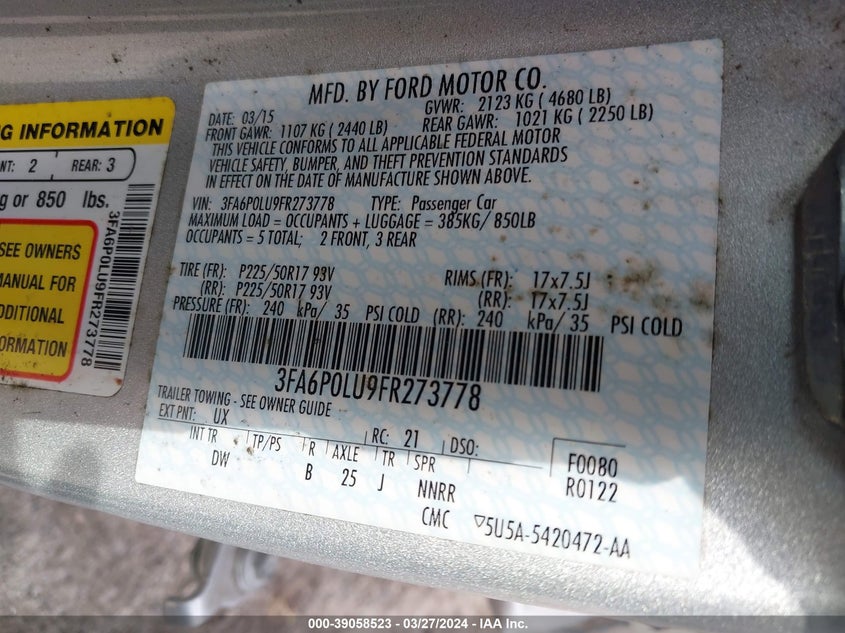 NG INFORMATION
NT: 2 REAR: 3
g or 850 lbs.
SEE OWNERS
MANUAL FOR
ADDITIONAL
ORMATION
3FA6P0LU9FR273778
MFD. BY FORD MOTOR CO.
DATE: 03/15 GVWR: 2123 KG ( 4680 LB)
FRONT GAWR: 1107 KG ( 2440 LB) REAR GAWR: 1021 KG ( 2250 LB)
THIS VEHICLE CONFORMS TO ALL APPLICABLE FEDERAL MOTOR
VEHICLE SAFETY, BUMPER, AND THEFT PREVENTION STANDARDS
IN EFFECT ON THE DATE OF MANUFACTURE SHOWN ABOVE.
VIN: 3FA6P0LU9FR273778 TYPE: Passenger Car
MAXIMUM LOAD = OCCUPANTS + LUGGAGE = 385KG/ 850LB
OCCUPANTS = 5 TOTAL; 2 FRONT, 3 REAR
TIRE (FR): P225/50R17 93V RIMS (FR): 17x7.5J
(RR): P225/50R17 93V (RR): 17x7.5J
PRESSURE (FR): 240 kPa/ 35 PSI COLD (RR): 240 kPa/ 35 PSI COLD
3FA6P0LU9FR273778
TRAILER TOWING - SEE OWNER GUIDE
EXT PNT: UX RC: 21 DSO: F0080
INT TR TP/PS R AXLE TR SPR R0122
DW B 25 J NNRR
CMC ▽5U5A-5420472-AA
000-39058523 - 03/27/2024 - IAA Inc.